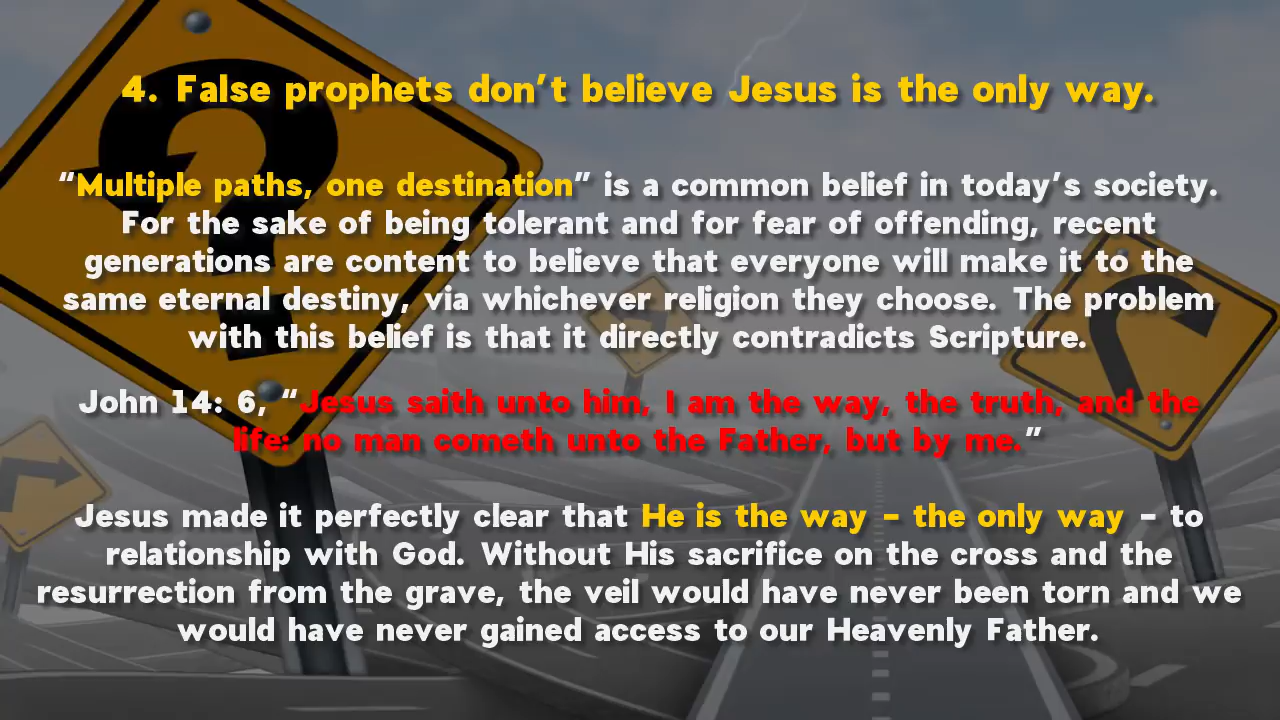 4. False prophets don’t believe Jesus is the only way.
“Multiple paths, one destination” is a common belief in today’s society.
For the sake of being tolerant and for fear of offending, recent
generations are content to believe that everyone will make it to the
same eternal destiny, via whichever religion they choose. The problem
with this belief is that it directly contradicts Scripture.
John 14: 6, “Jesus saith unto him, I am the way, the truth, and the
life: no man cometh unto the Father, but by me.”
Jesus made it perfectly clear that He is the way – the only way – to
relationship with God. Without His sacrifice on the cross and the
resurrection from the grave, the veil would have never been torn and we
would have never gained access to our Heavenly Father.